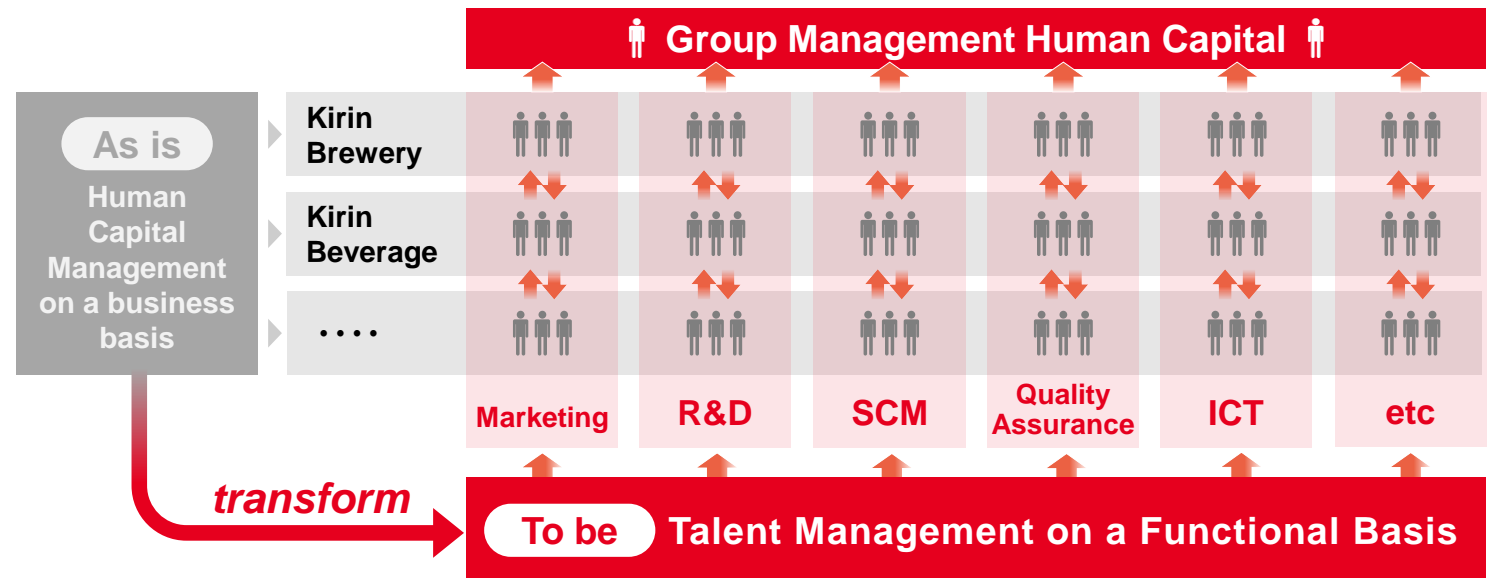 Group Management Human Capital
As is
Human
Capital
Management
on a business
basis
Kirin
Brewery
Kirin
Beverage
････
Marketing
R&D
SCM
Quality
Assurance
ICT
etc
transform
To be
Talent Management on a Functional Basis